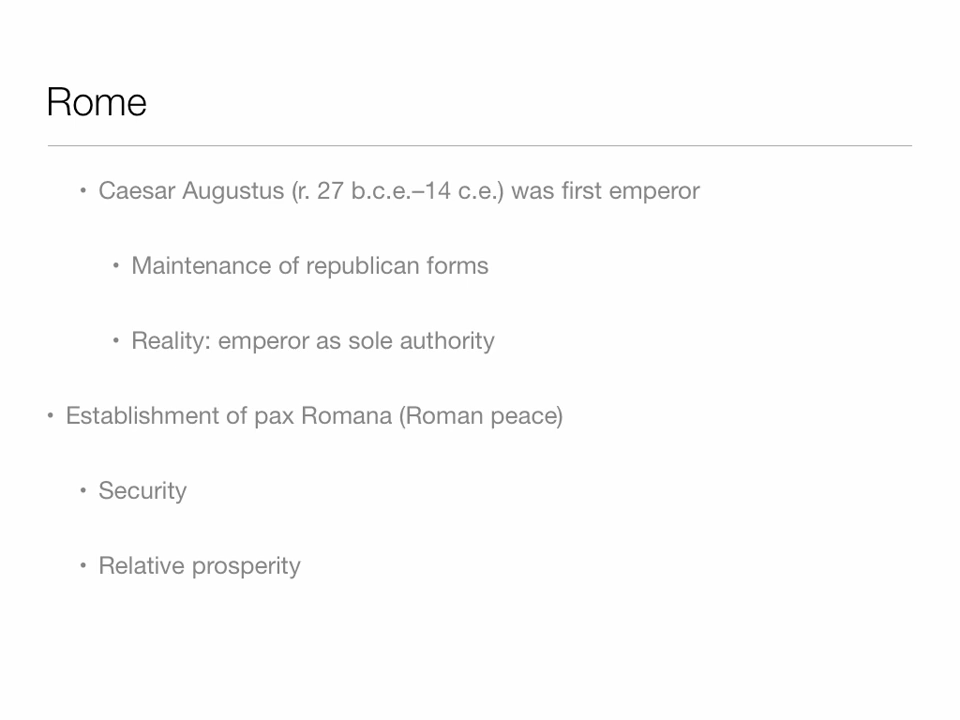 Rome
• Caesar Augustus (r. 27 b.c.e.–14 c.e.) was first emperor
• Maintenance of republican forms
• Reality: emperor as sole authority
• Establishment of pax Romana (Roman peace)
• Security
• Relative prosperity